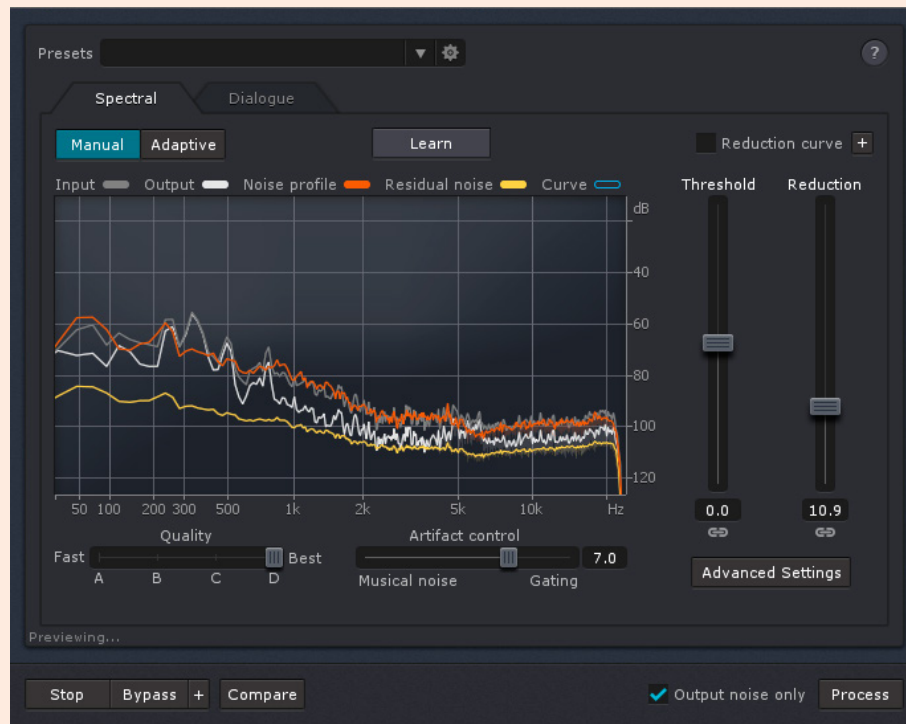 Presets
?
Spectral Dialogue
Manual Adaptive Learn Reduction curve +
Input Output Noise profile Residual noise Curve Threshold Reduction
dB
-40
-60
-80
-100
-120
50 100 200 300 500 1k 2k 5k 10k Hz
0.0 10.9
Quality Artifact control
Fast Best 7.0
A B C D Musical noise Gating
Advanced Settings
Previewing...
Stop Bypass + Compare Output noise only Process